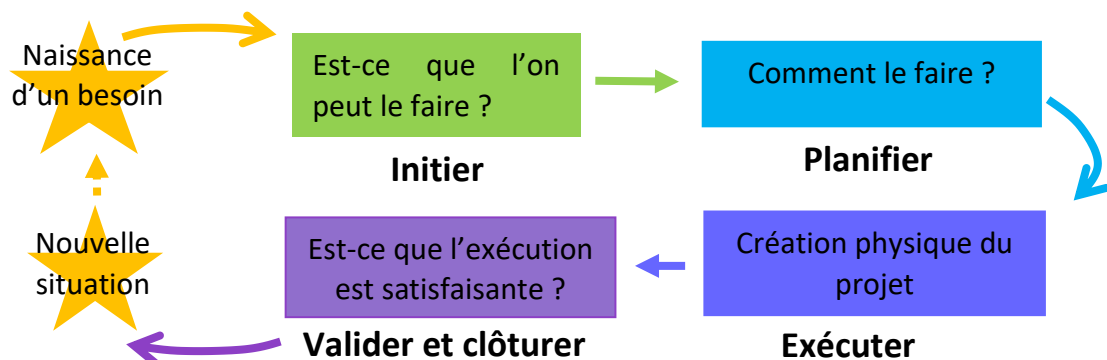 Naissance
d'un besoin
Est-ce que l'on
peut le faire ?
Initier
Comment le faire ?
Planifier
Nouvelle
situation
Est-ce que l'exécution
est satisfaisante ?
Valider et clôturer
Création physique du
projet
Exécuter